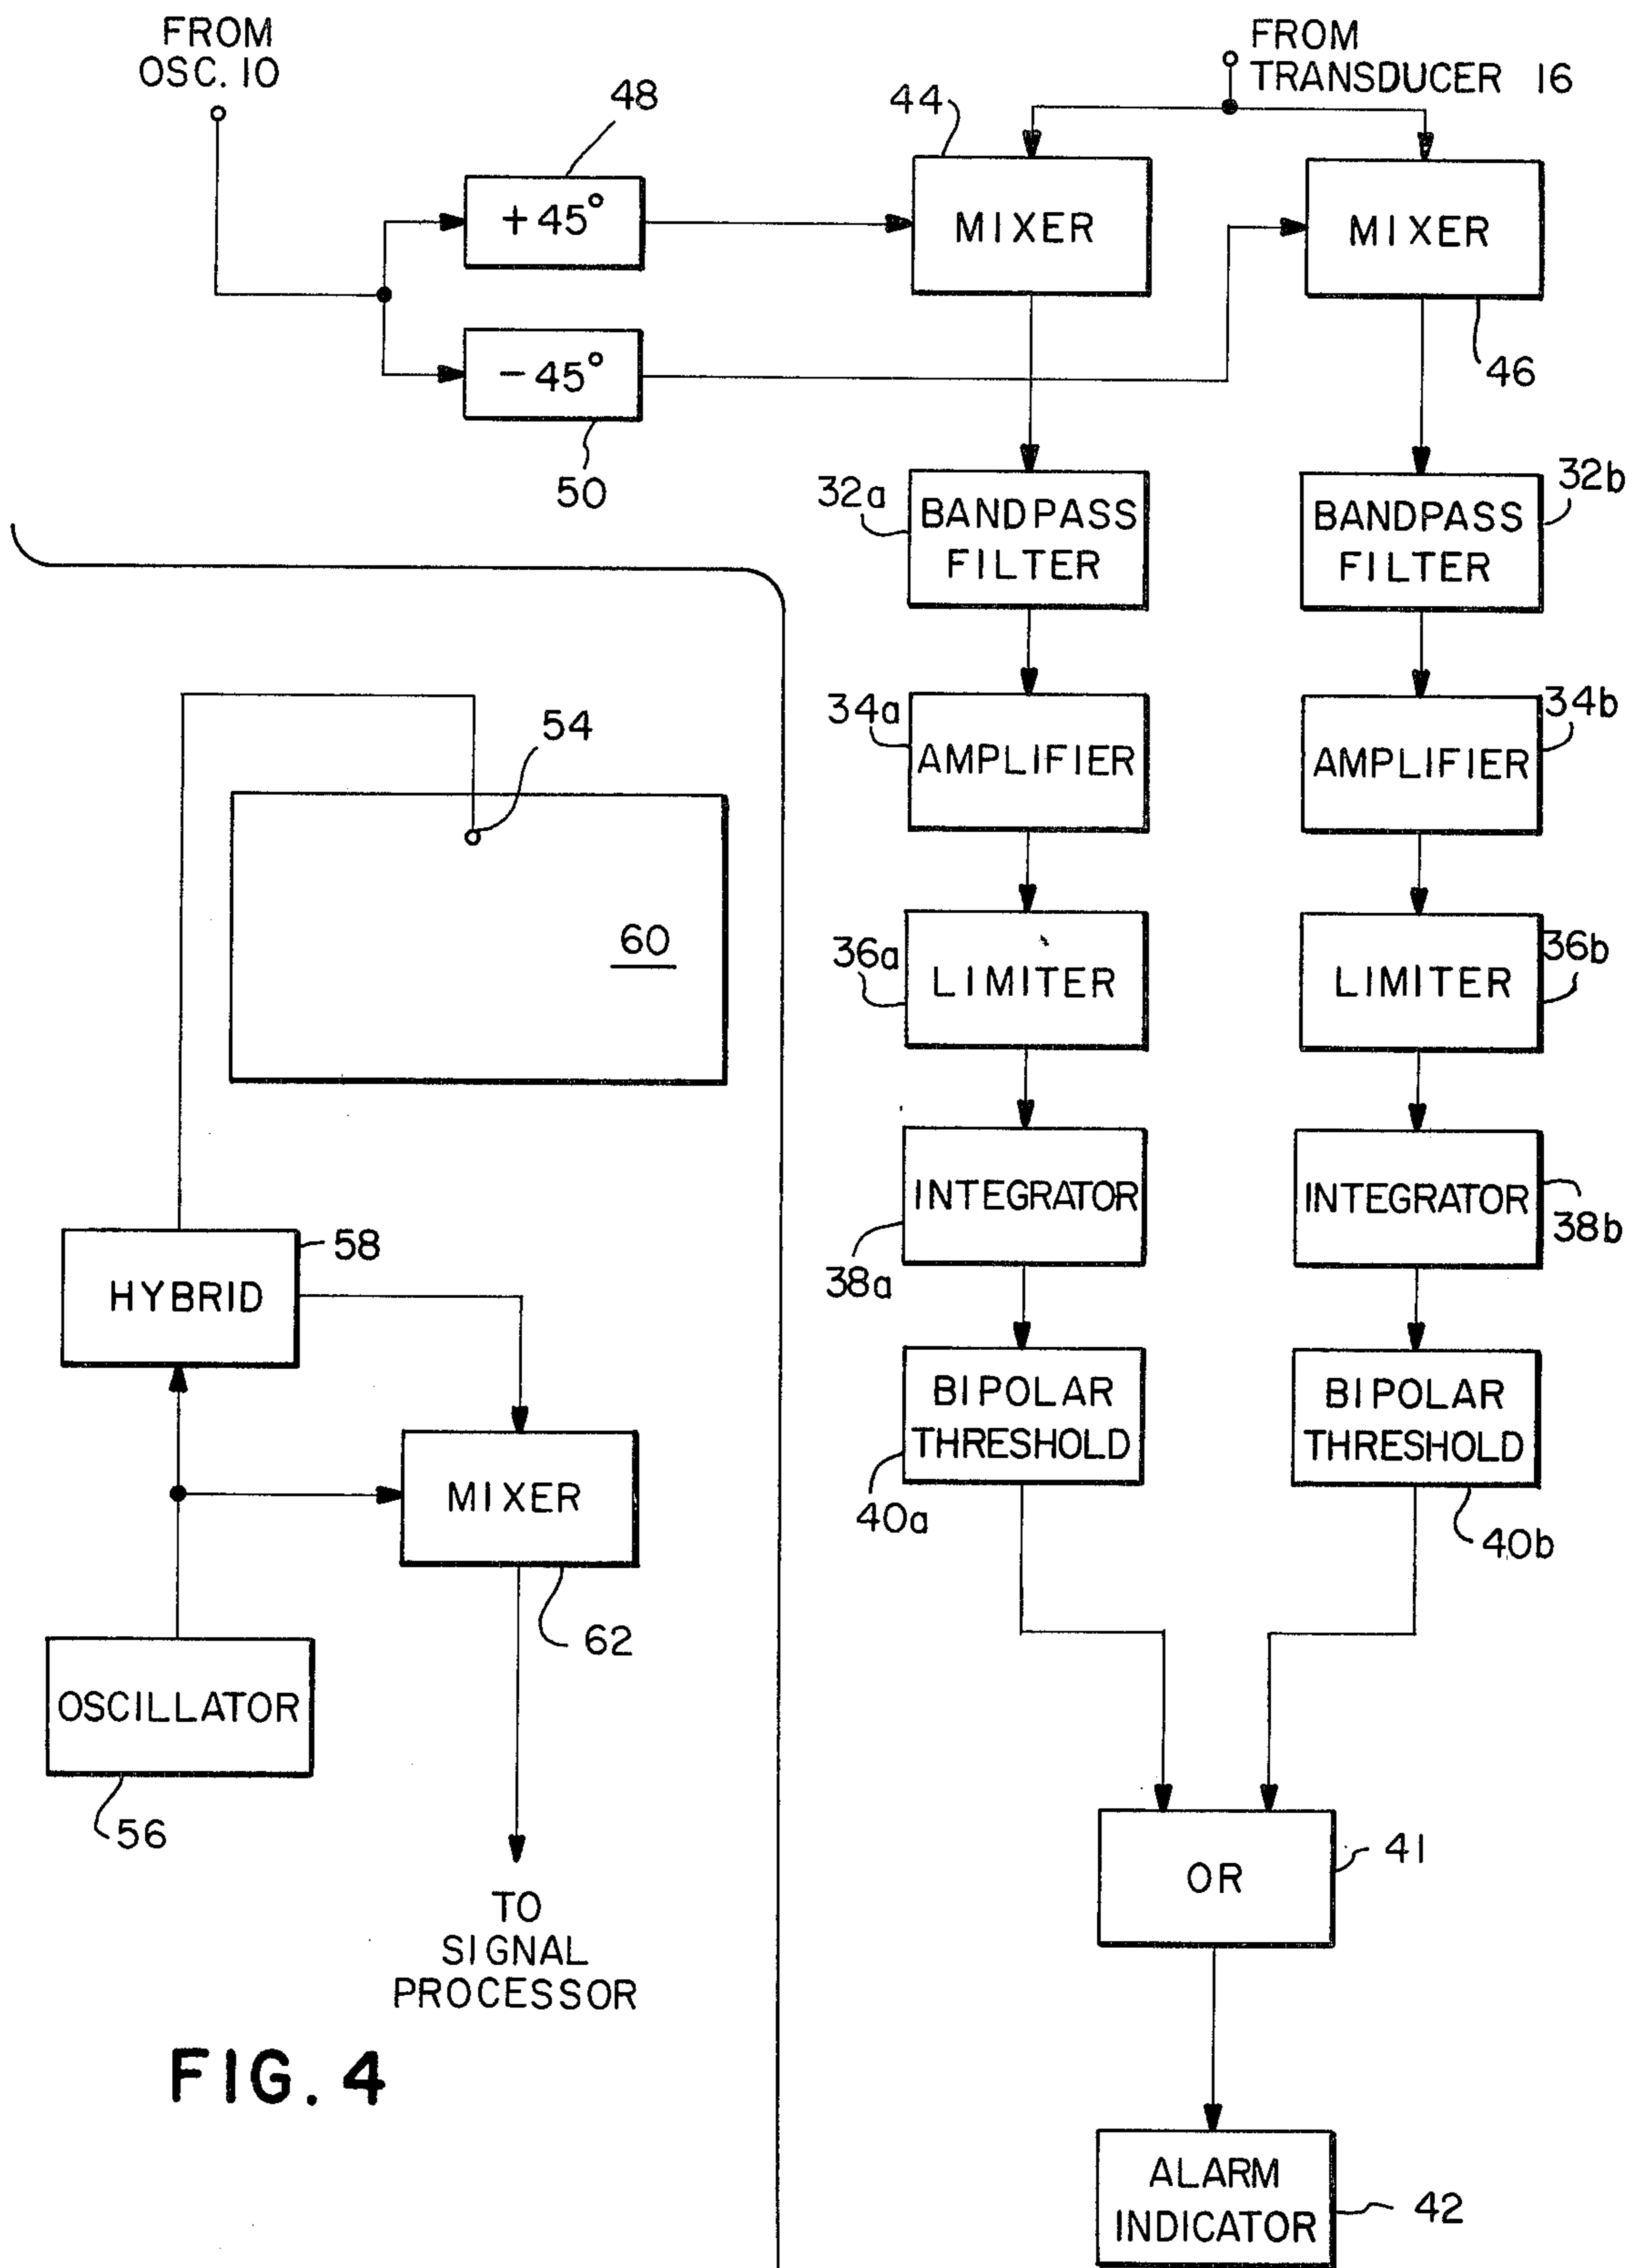 FROM
OSC. 10
48
+45°
-45°
50
FROM
TRANSDUCER 16
44
MIXER
MIXER
46
32a
BANDPASS
FILTER
32b
BANDPASS
FILTER
34a
AMPLIFIER
34b
AMPLIFIER
36a
LIMITER
36b
LIMITER
INTEGRATOR
38a
INTEGRATOR
38b
BIPOLAR
THRESHOLD
40a
BIPOLAR
THRESHOLD
40b
OR
41
ALARM
INDICATOR
42
54
60
58
HYBRID
MIXER
62
OSCILLATOR
56
TO
SIGNAL
PROCESSOR
FIG. 4